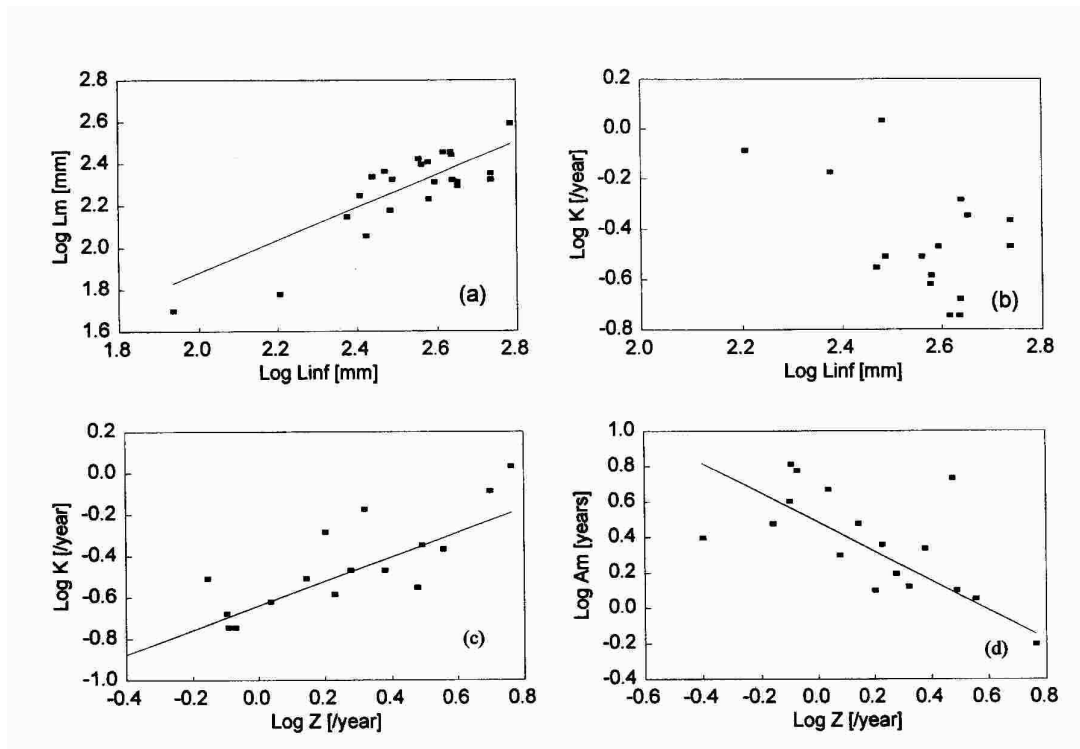 2.8
2.6
2.4
2.2
2.0
1.8
1.6
1.8 2.0 2.2 2.4 2.6 2.8
Log Lm [mm]
Log Linf [mm]
(a)
0.2
0.0
-0.2
-0.4
-0.6
-0.8
2.0 2.2 2.4 2.6 2.8
Log K [/year]
Log Linf [mm]
(b)
0.2
0.0
-0.2
-0.4
-0.6
-0.8
-1.0
-0.4 -0.2 0.0 0.2 0.4 0.6 0.8
Log K [/year]
Log Z [/year]
(c)
1.0
0.8
0.6
0.4
0.2
0.0
-0.2
-0.4
-0.6 -0.4 -0.2 0.0 0.2 0.4 0.6 0.8
Log Am [years]
Log Z [/year]
(d)